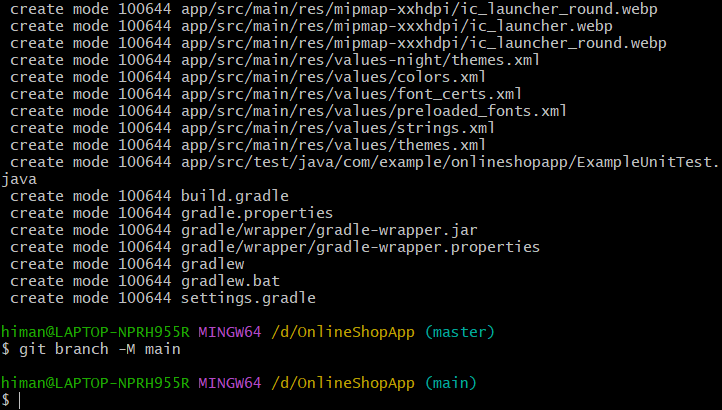 create mode 100644 app/src/main/res/mipmap-xxhdpi/ic_launcher_round.webp
create mode 100644 app/src/main/res/mipmap-xxxhdpi/ic_launcher.webp
create mode 100644 app/src/main/res/mipmap-xxxhdpi/ic_launcher_round.webp
create mode 100644 app/src/main/res/values-night/themes.xml
create mode 100644 app/src/main/res/values/colors.xml
create mode 100644 app/src/main/res/values/font_certs.xml
create mode 100644 app/src/main/res/values/preloaded_fonts.xml
create mode 100644 app/src/main/res/values/strings.xml
create mode 100644 app/src/main/res/values/themes.xml
create mode 100644 app/src/test/java/com/example/onlineshopapp/ExampleUnitTest.
java
create mode 100644 build.gradle
create mode 100644 gradle.properties
create mode 100644 gradle/wrapper/gradle-wrapper.jar
create mode 100644 gradle/wrapper/gradle-wrapper.properties
create mode 100644 gradlew
create mode 100644 gradlew.bat
create mode 100644 settings.gradle
himan@LAPTOP-NPRH955R MINGW64 /d/OnlineShopApp (master)
$ git branch -M main
himan@LAPTOP-NPRH955R MINGW64 /d/OnlineShopApp (main)
$